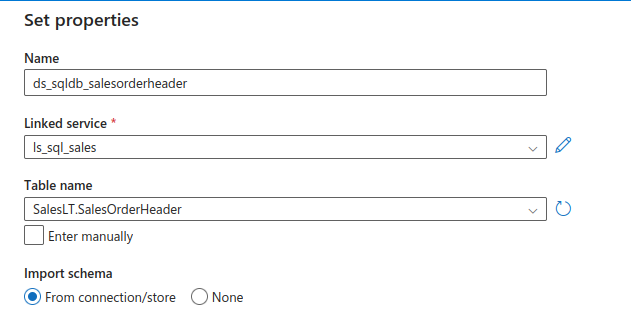 Set properties
Name
ds_sqldb_salesorderheader
Linked service *
ls_sql_sales
Table name
SalesLT.SalesOrderHeader
Enter manually
Import schema
From connection/store None